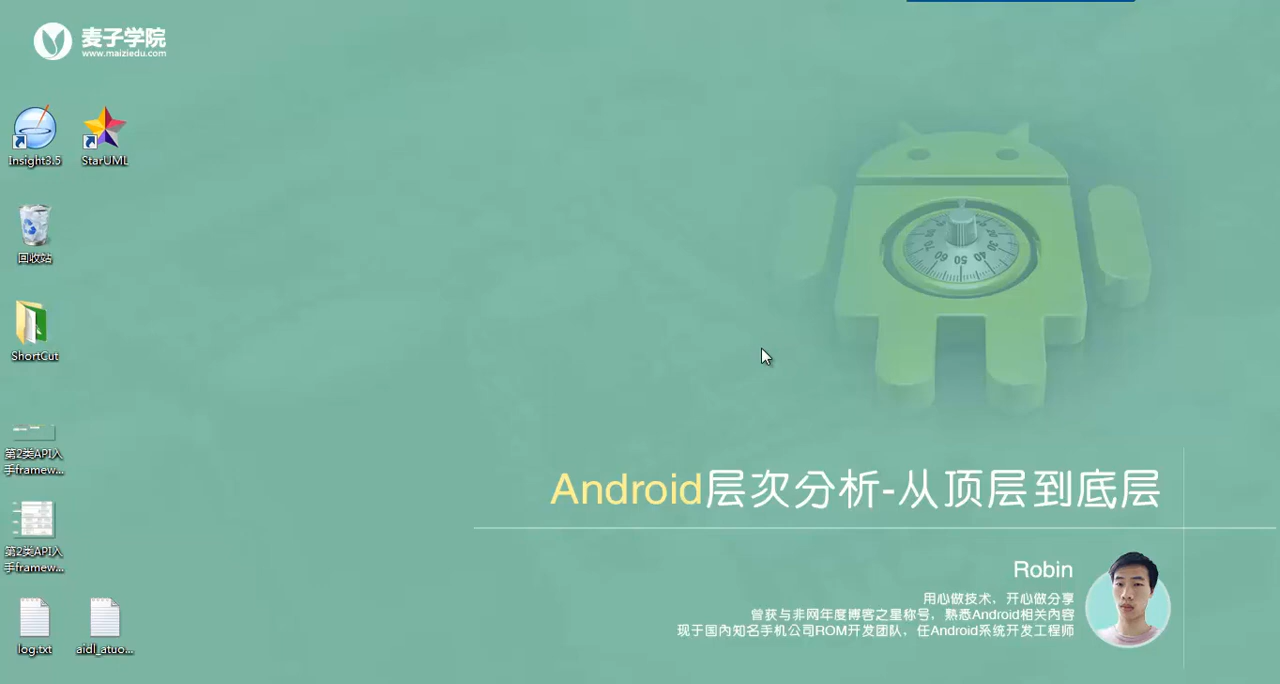 麦子学院
www.maiziedu.com
Insight3.5
StarUML
回收站
ShortCut
第2类API入
手framew...
第2类API入
手framew...
log.txt
aidl_atuo...
70
60
50
40
30
Android层次分析-从顶层到底层
Robin
用心做技术，开心做分享
曾获与非网年度博客之星称号，熟悉Android相关内容
现于国内知名手机公司ROM开发团队，任Android系统开发工程师